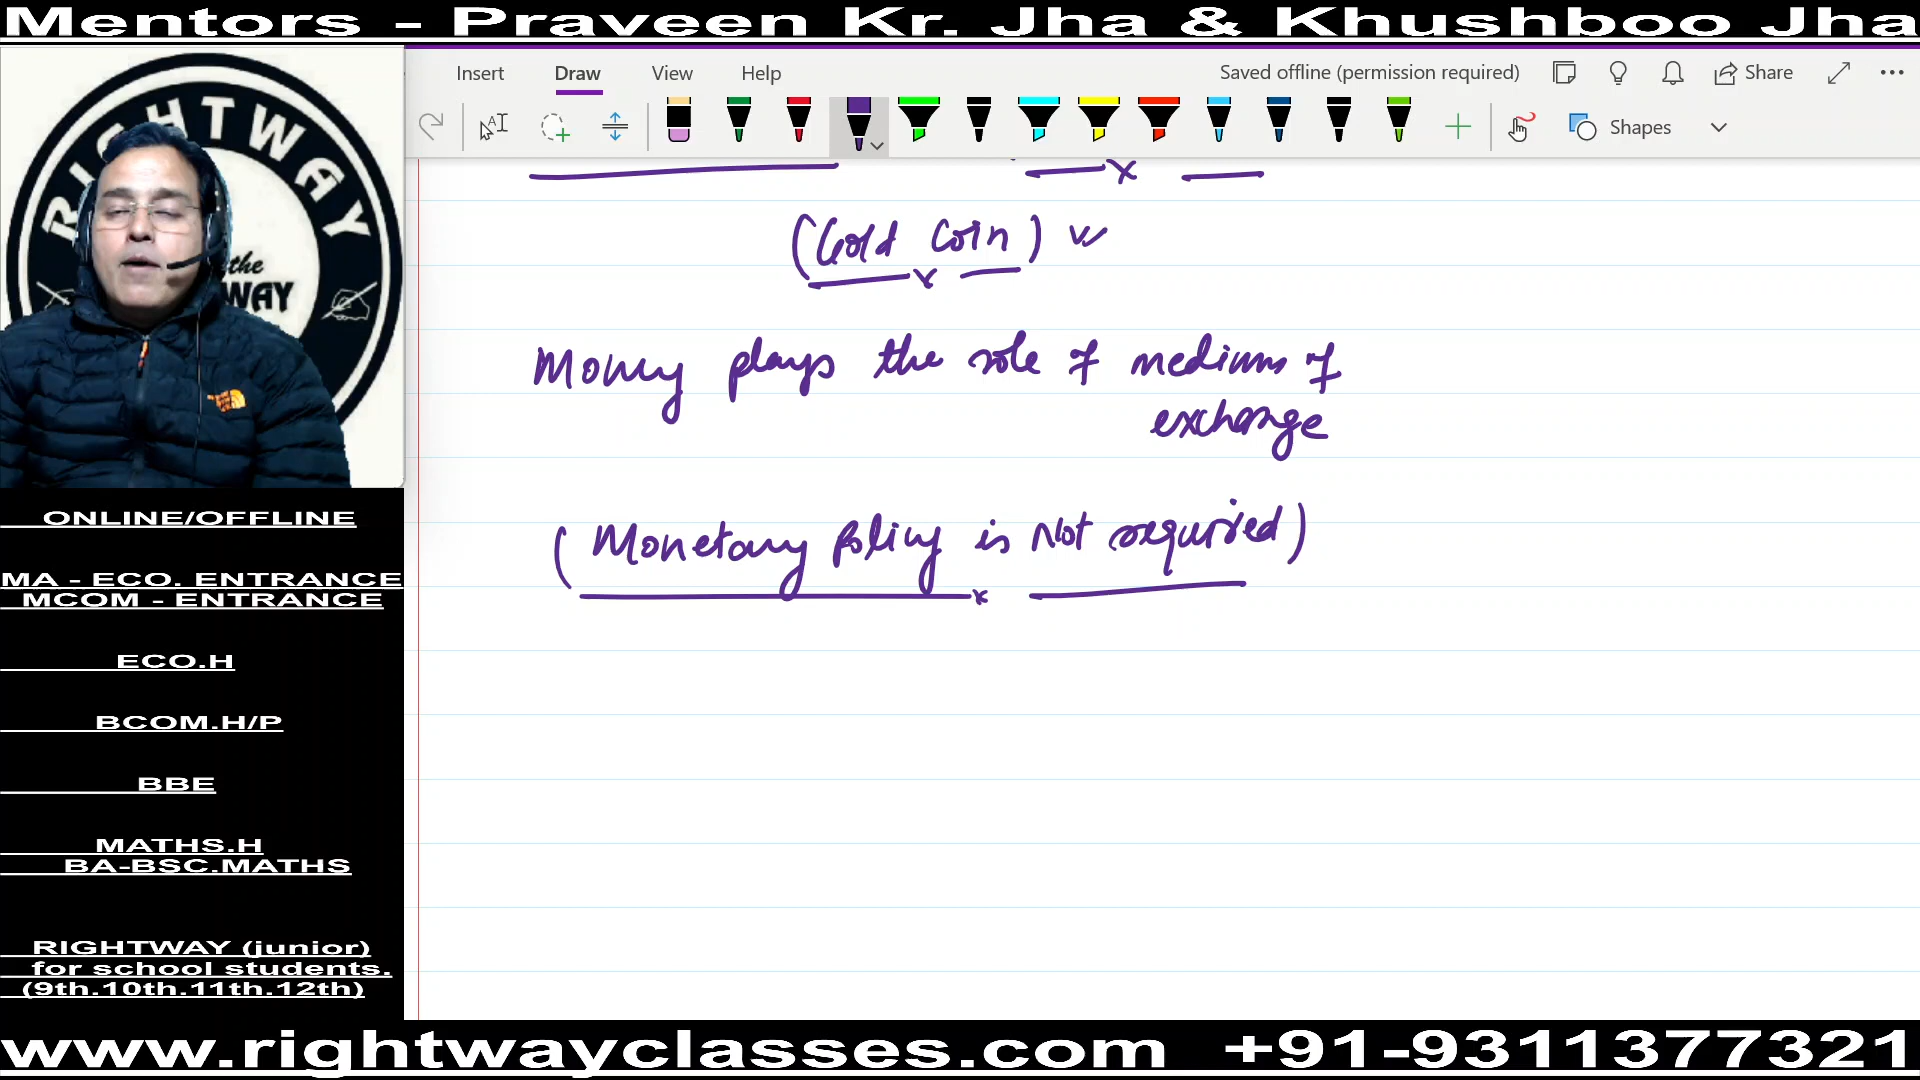 Mentors - Praveen Kr. Jha & Khushboo Jha
RIGHTWAY
the
WAY
Insert Draw View Help
Saved offline (permission required)
Share
Shapes
(Gold Coin)
Money plays the role of medium of
exchange
(Monetary policy is not required)
ONLINE/OFFLINE
MA - ECO. ENTRANCE
MCOM - ENTRANCE
ECO.H
BCOM.H/P
BBE
MATHS.H
BA-BSC.MATHS
RIGHTWAY (junior)
for school students.
(9th.10th.11th.12th)
www.rightwayclasses.com +91-9311377321